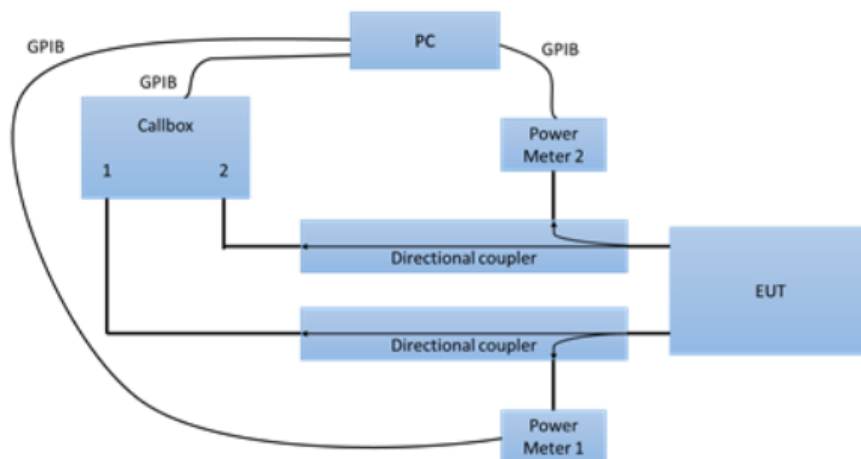 PC
GPIB
GPIB
GPIB
Callbox
1 2
Power
Meter 2
Directional coupler
EUT
Directional coupler
Power
Meter 1